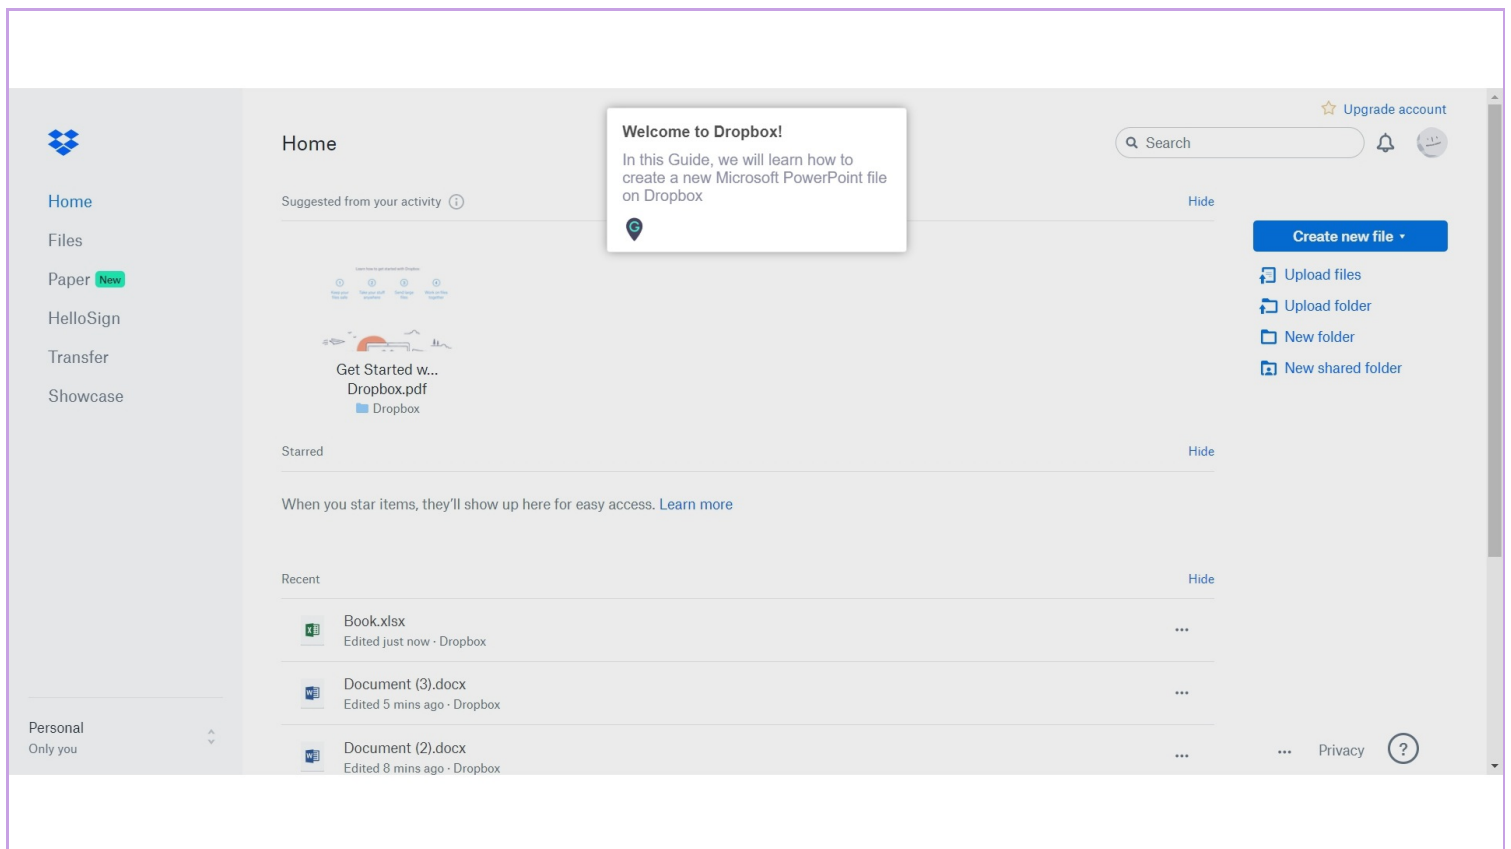 Upgrade account
Home
Search
Welcome to Dropbox!
In this Guide, we will learn how to
create a new Microsoft PowerPoint file
on Dropbox
G
Home
Files
Paper New
HelloSign
Transfer
Showcase
Suggested from your activity
Hide
Get Started w...
Dropbox.pdf
Dropbox
Create new file
Upload files
Upload folder
New folder
New shared folder
Starred
Hide
When you star items, they’ll show up here for easy access. Learn more
Recent
Hide
Book.xlsx
Edited just now · Dropbox
Document (3).docx
Edited 5 mins ago · Dropbox
Document (2).docx
Edited 8 mins ago · Dropbox
Personal
Only you
... Privacy ?